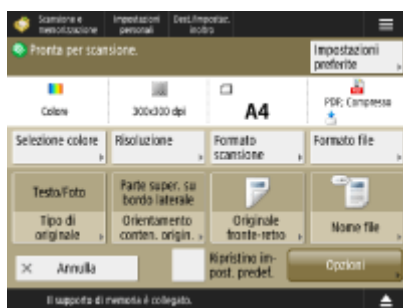 Scansione e
memorizzazione
Impostazioni
personali
Dest./Impostaz.
inoltro
Pronta per scansione.
Impostazioni
preferite
Colore
300x300 dpi
A4
PDF; Compressa
Selezione colore
Risoluzione
Formato
scansione
Formato file
Testo/Foto
Parte super. su
bordo laterale
Tipo di
originale
Orientamento
conten. origin.
Originale
fronte-retro
Nome file
Annulla
Ripristino im-
post. predef.
Opzioni
Il supporto di memoria è collegato.